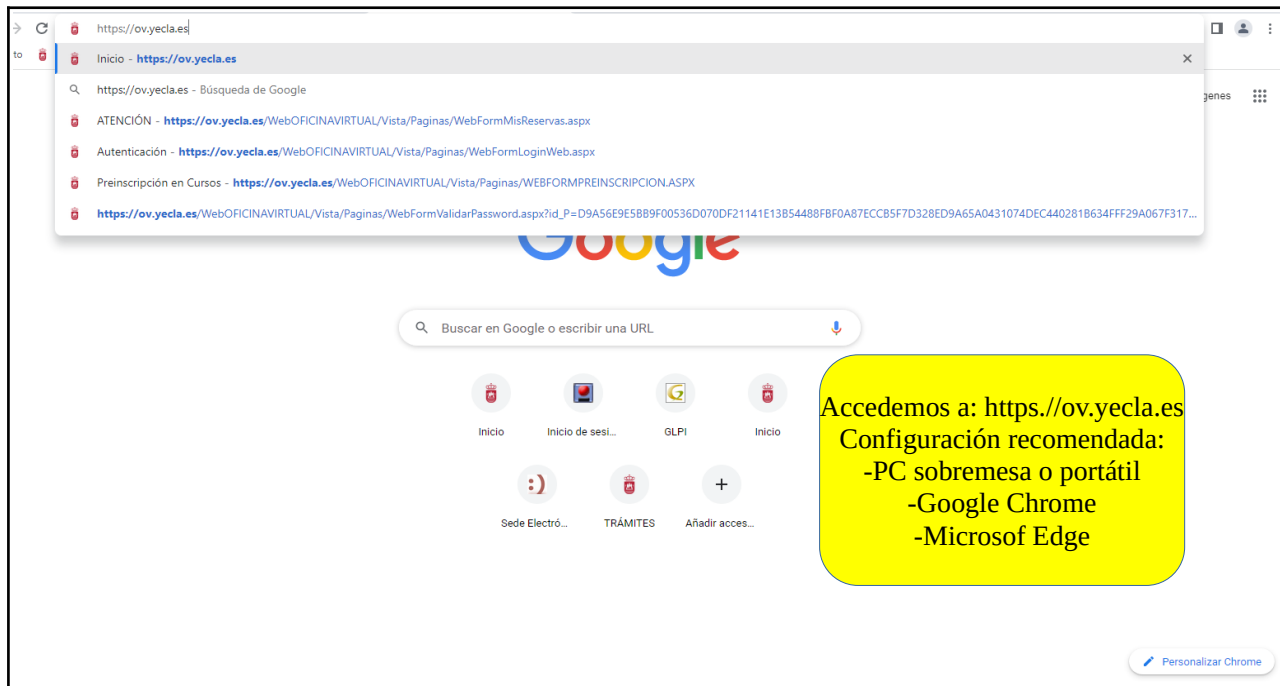 https://ov.yecla.es
to
Inicio - https://ov.yecla.es
https://ov.yecla.es - Búsqueda de Google
genes
ATENCIÓN - https://ov.yecla.es/WebOFICINAVIRTUAL/Vista/Paginas/WebFormMisReservas.aspx
Autenticación - https://ov.yecla.es/WebOFICINAVIRTUAL/Vista/Paginas/WebFormLoginWeb.aspx
Preinscripción en Cursos - https://ov.yecla.es/WebOFICINAVIRTUAL/Vista/Paginas/WEBFORMPREINSCRIPCION.ASPX
https://ov.yecla.es/WebOFICINAVIRTUAL/Vista/Paginas/WebFormValidarPassword.aspx?id_P=D9A56E9E5BB9F00536D070DF21141E13B54488FBF0A87ECCB5F7D328ED9A65A0431074DEC440281B634FFF29A067F317...
Google
Buscar en Google o escribir una URL
Inicio
Inicio de sesi...
GLPI
Inicio
Sede Electró...
TRÁMITES
Añadir acces...
Accedemos a: https.//ov.yecla.es
Configuración recomendada:
-PC sobremesa o portátil
-Google Chrome
-Microsof Edge
Personalizar Chrome